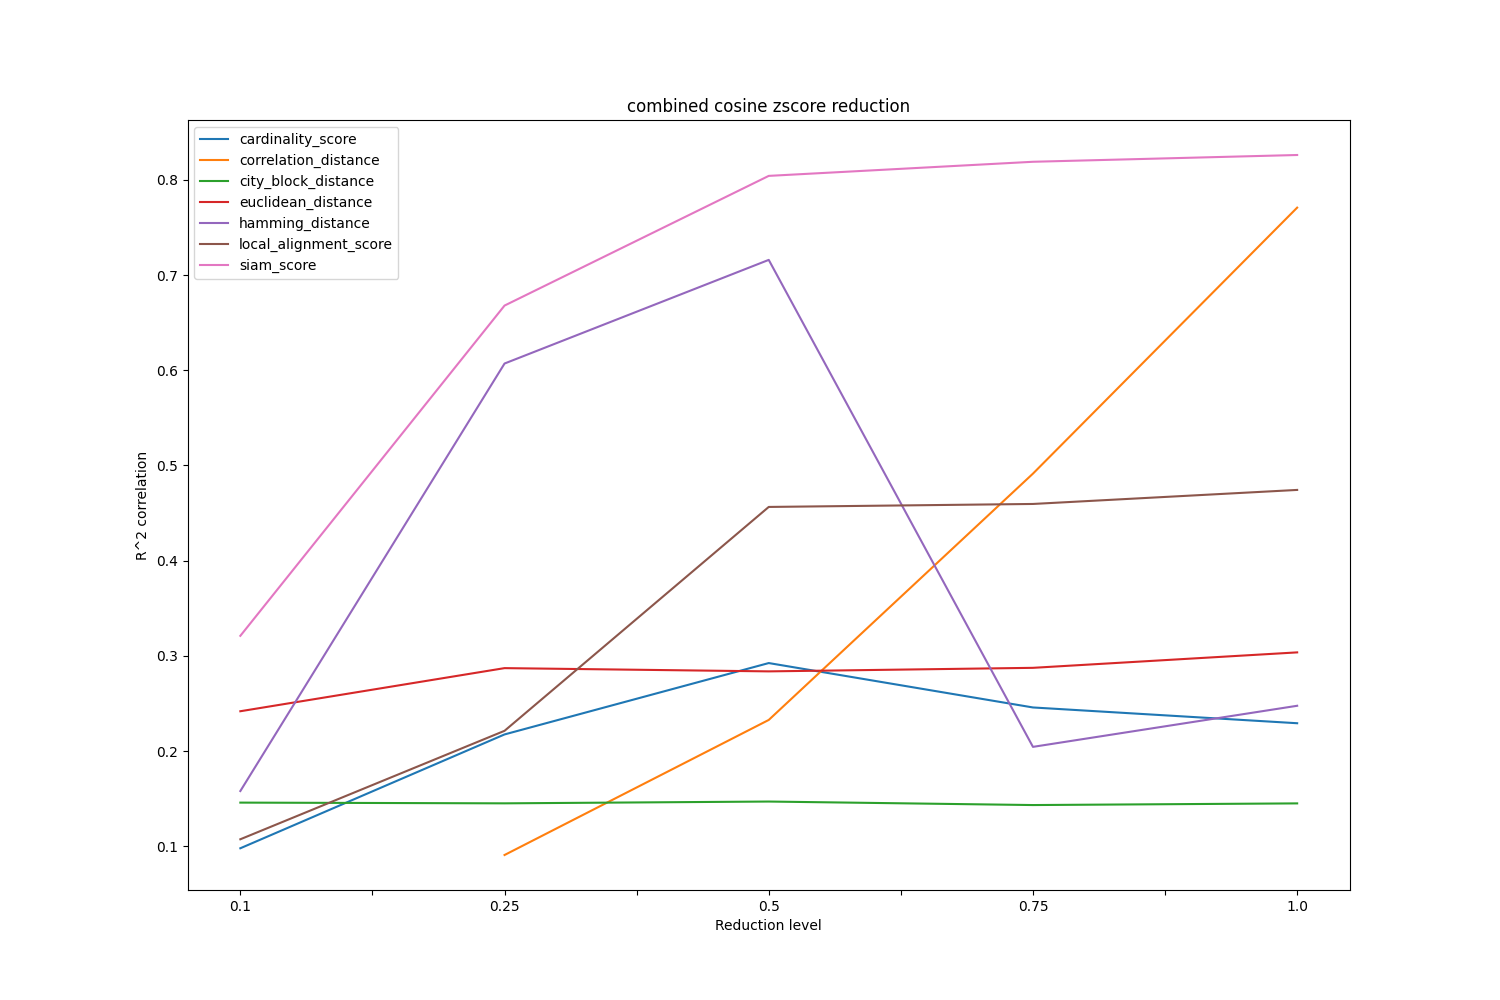 combined cosine zscore reduction
cardinality_score
correlation_distance
city_block_distance
euclidean_distance
hamming_distance
local_alignment_score
siam_score
0.8
0.7
0.6
0.5
0.4
0.3
0.2
0.1
R^2 correlation
0.1 0.25 0.5 0.75 1.0
Reduction level